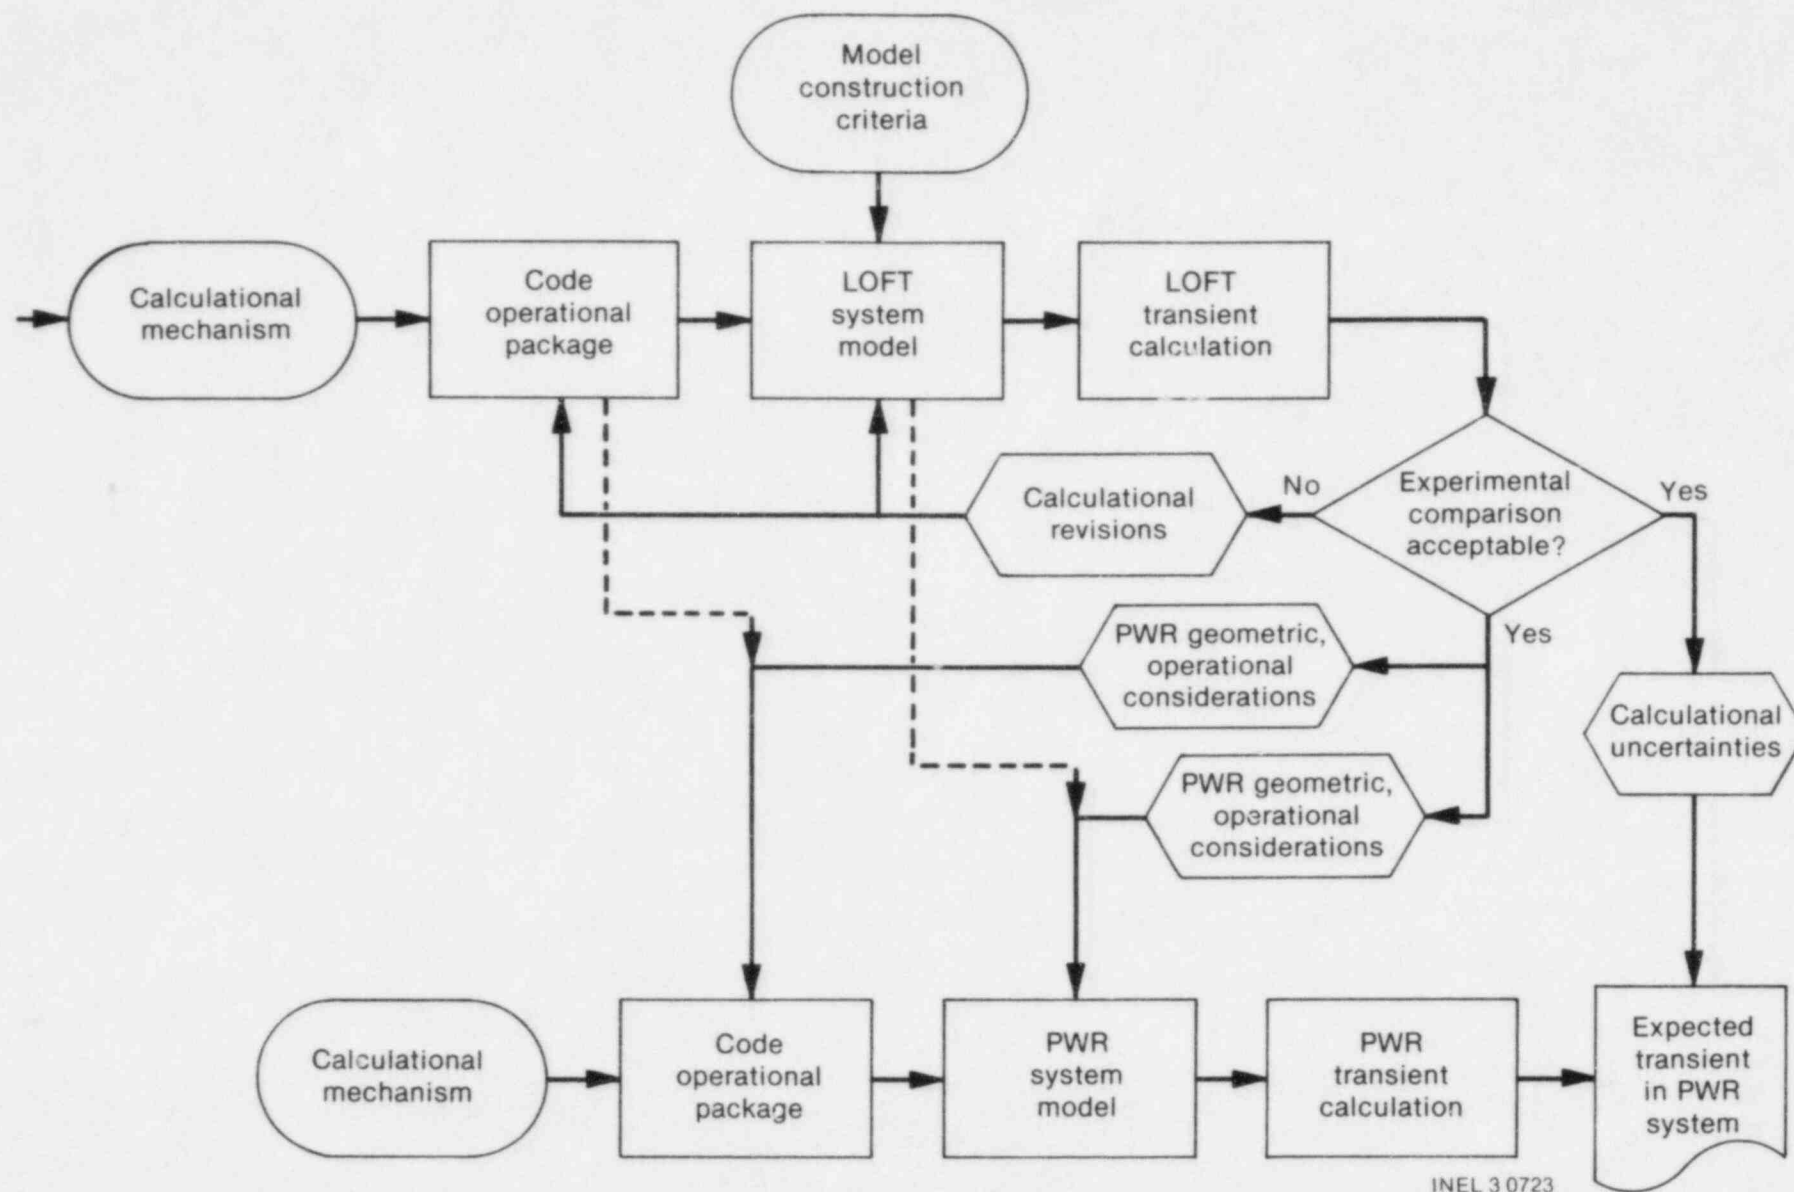 Model
construction
criteria
Calculational
mechanism
Code
operational
package
LOFT
system
model
LOFT
transient
calculation
Calculational
revisions
No
Experimental
comparison
acceptable?
Yes
Yes
PWR geometric,
operational
considerations
Calculational
uncertainties
PWR geometric,
operational
considerations
Calculational
mechanism
Code
operational
package
PWR
system
model
PWR
transient
calculation
Expected
transient
in PWR
system
INEL 3 0723